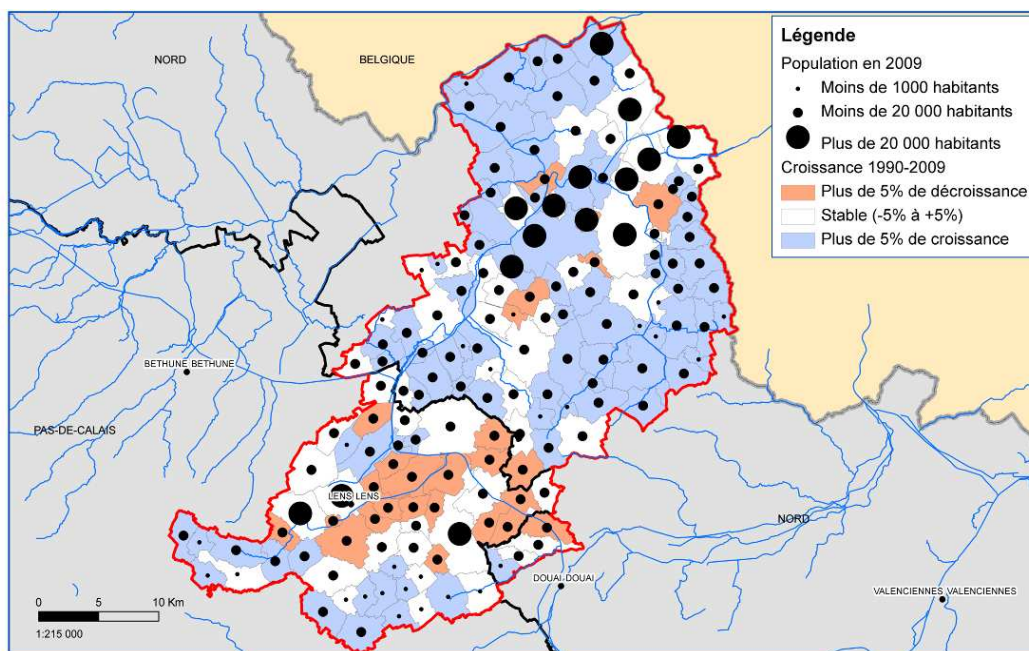 NORD
BELGIQUE
Légende
Population en 2009
Moins de 1000 habitants
Moins de 20 000 habitants
Plus de 20 000 habitants
Croissance 1990-2009
Plus de 5% de décroissance
Stable (-5% à +5%)
Plus de 5% de croissance
BETHUNE BETHUNE
PAS-DE-CALAIS
LENS LENS
NORD
DOUAI DOUAI
VALENCIENNES VALENCIENNES
0 5 10 Km
1:215 000